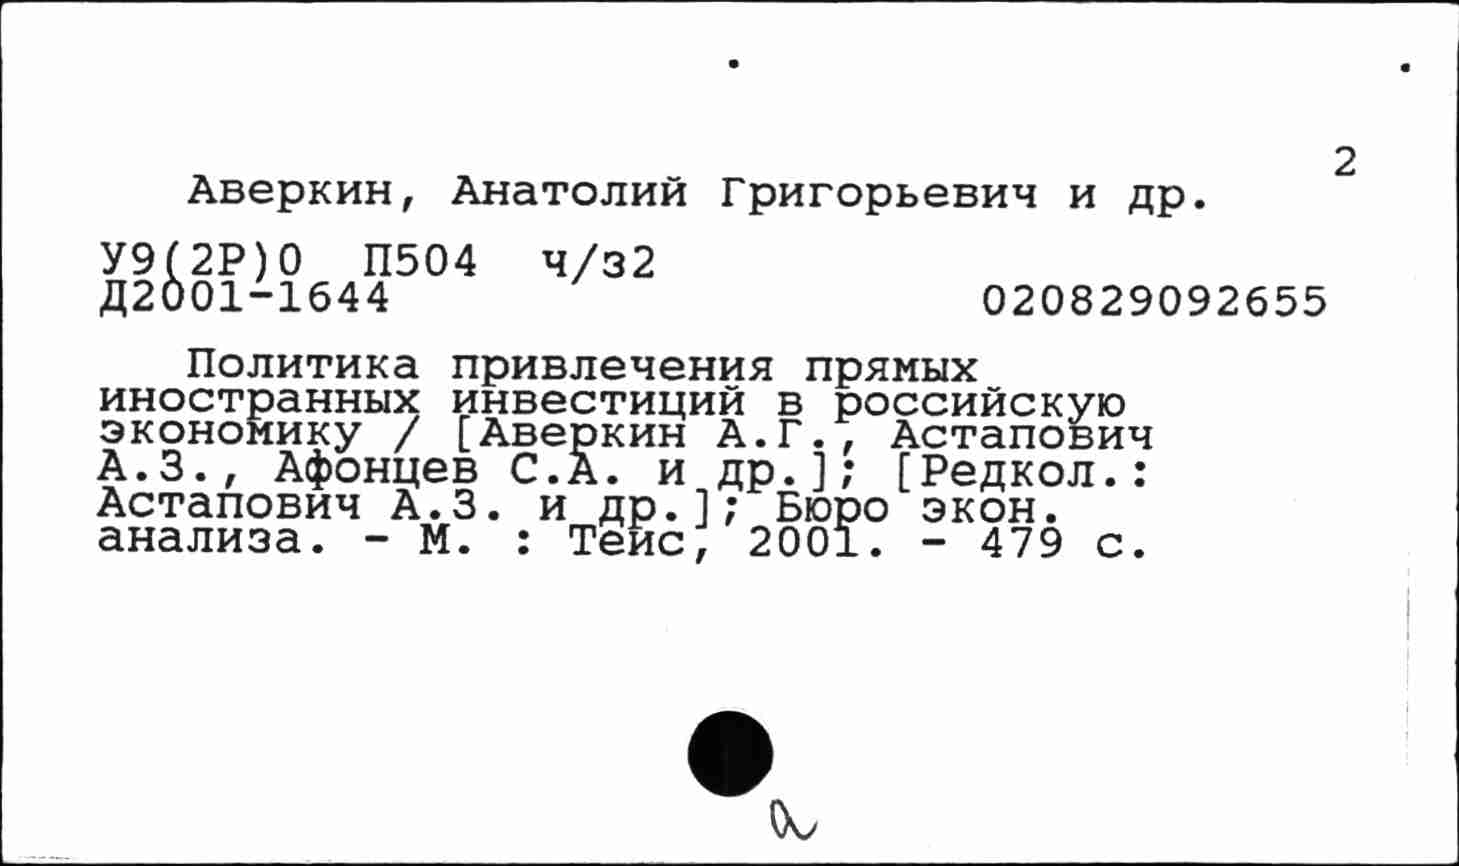 2
Аверкин, Анатолий Григорьевич и др.
У9(2Р)0 П504 ч/з2
Д2001-1644 020829092655
Политика привлечения прямых
иностранных инвестиций в российскую
экономику / [Аверкин А.Г., Астапович
А.З., Афонцев С.А. и др.]; [Редкол.:
Астапович А.З. и др.]; Бюро экон.
анализа. - М. : Теис, 2001. - 479 с.
а